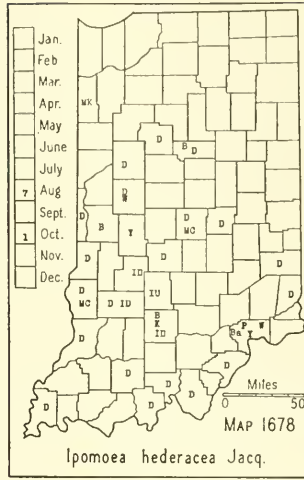 Jan.
Feb
Mar.
Apr.
May
June
July
7 Aug
Sept.
1 Oct.
Nov.
Dec.
MK
D
B D
D
W
D
B
Y
D
MC
D
D
ID
D
MC
D ID
IU
D
B
K
ID
P W
Ba Y
D
D
D
D
D
D
D
Miles
0 50
MAP 1678
Ipomoea hederacea Jacq.